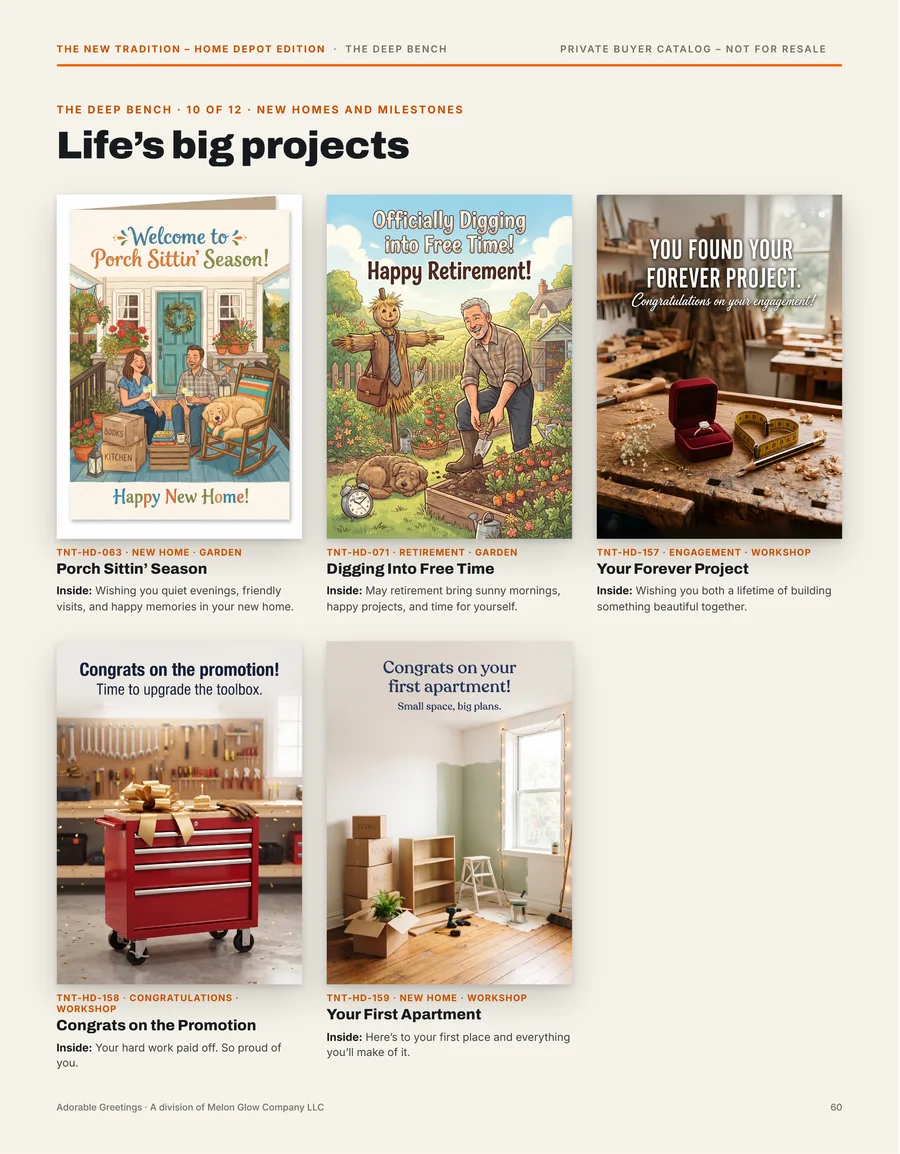 THE NEW TRADITION – HOME DEPOT EDITION · THE DEEP BENCH
PRIVATE BUYER CATALOG – NOT FOR RESALE
THE DEEP BENCH · 10 OF 12 · NEW HOMES AND MILESTONES
Life’s big projects
Welcome to
Porch Sittin’ Season!
BOOKS
KITCHEN
Happy New Home!
TNT-HD-063 · NEW HOME · GARDEN
Porch Sittin’ Season
Inside: Wishing you quiet evenings, friendly
visits, and happy memories in your new home.
Officially Digging
into Free Time!
Happy Retirement!
TNT-HD-071 · RETIREMENT · GARDEN
Digging Into Free Time
Inside: May retirement bring sunny mornings,
happy projects, and time for yourself.
YOU FOUND YOUR
FOREVER PROJECT.
Congratulations on your engagement!
TNT-HD-157 · ENGAGEMENT · WORKSHOP
Your Forever Project
Inside: Wishing you both a lifetime of building
something beautiful together.
Congrats on the promotion!
Time to upgrade the toolbox.
TNT-HD-158 · CONGRATULATIONS ·
WORKSHOP
Congrats on the Promotion
Inside: Your hard work paid off. So proud of
you.
Congrats on your
first apartment!
Small space, big plans.
TNT-HD-159 · NEW HOME · WORKSHOP
Your First Apartment
Inside: Here’s to your first place and everything
you’ll make of it.
Adorable Greetings · A division of Melon Glow Company LLC
60